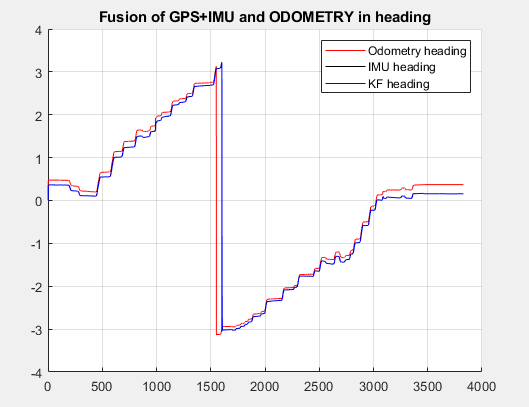 Fusion of GPS+IMU and ODOMETRY in heading
Odometry heading
IMU heading
KF heading
4
3
2
1
0
-1
-2
-3
-4
0 500 1000 1500 2000 2500 3000 3500 4000